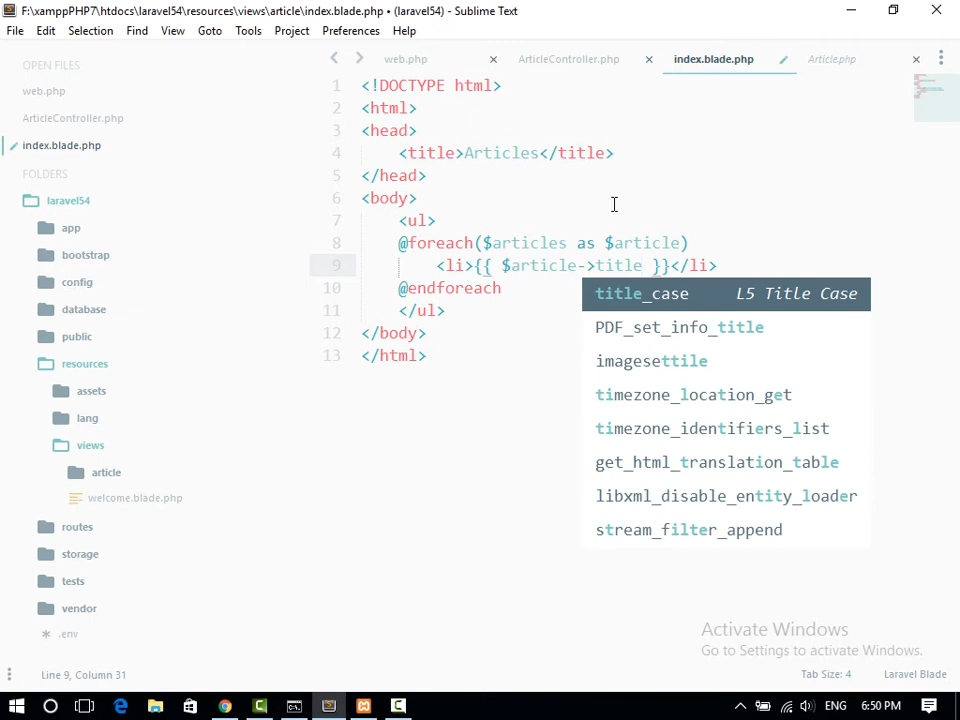 F:\xamppPHP7\htdocs\laravel54\resources\views\article\index.blade.php • (laravel54) - Sublime Text
File Edit Selection Find View Goto Tools Project Preferences Help
OPEN FILES
web.php
ArticleController.php
index.blade.php
FOLDERS
laravel54
app
bootstrap
config
database
public
resources
assets
lang
views
article
welcome.blade.php
routes
storage
tests
vendor
.env
web.php ArticleController.php index.blade.php Article.php
1 <!DOCTYPE html>
2 <html>
3 <head>
4 <title>Articles</title>
5 </head>
6 <body>
7 <ul>
8 @foreach($articles as $article)
9 <li>{{ $article->title }}</li>
10 @endforeach
11 </ul>
12 </body>
13 </html>
title_case L5 Title Case
PDF_set_info_title
imagesettile
timezone_location_get
timezone_identifiers_list
get_html_translation_table
libxml_disable_entity_loader
stream_filter_append
Activate Windows
Go to Settings to activate Windows.
Line 9, Column 31
Tab Size: 4 Laravel Blade
ENG 6:50 PM